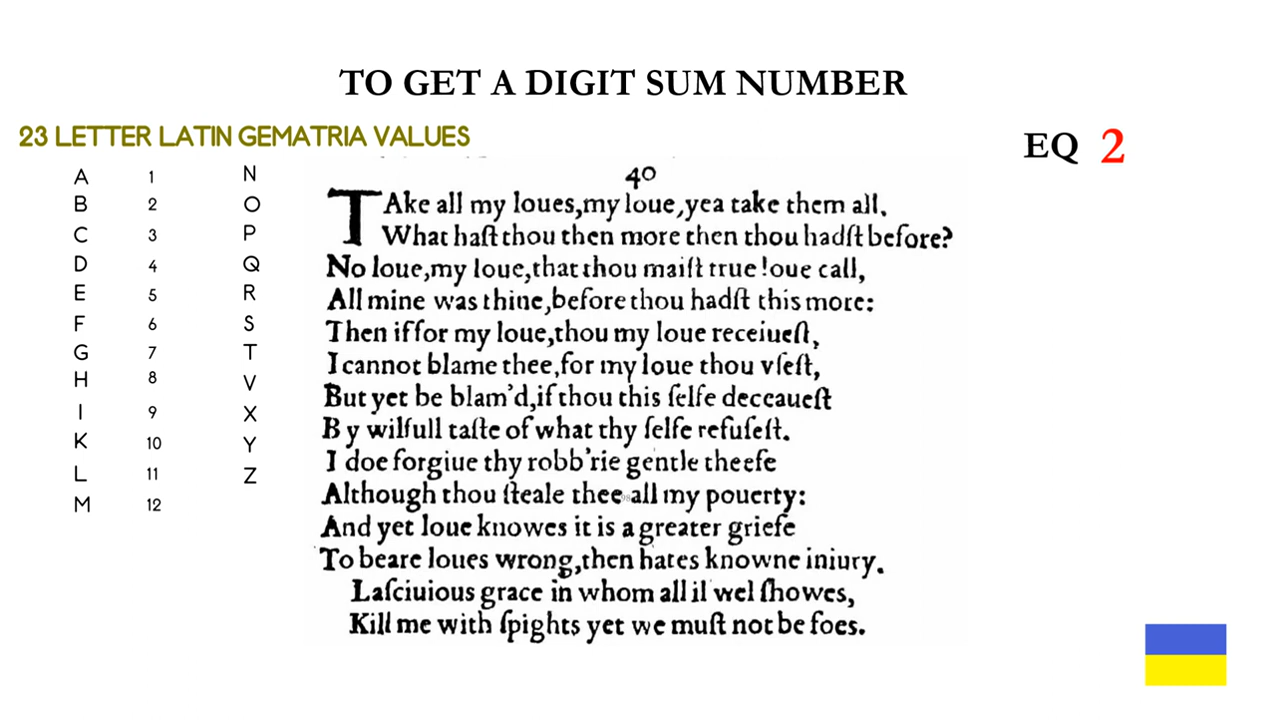 TO GET A DIGIT SUM NUMBER
23 LETTER LATIN GEMATRIA VALUES
EQ 2
A 1 N
B 2 O
C 3 P
D 4 Q
E 5 R
F 6 S
G 7 T
H 8 V
I 9 X
K 10 Y
L 11 Z
M 12
40
TAke all my loues,my loue,yea take them all,
What haſt thou then more then thou hadſt before?
No loue,my loue,that thou maiſt true loue call,
All mine was thine,before thou hadſt this more:
Then if for my loue,thou my loue receiueſt,
I cannot blame thee,for my loue thou vſeſt,
But yet be blam'd,if thou this ſelfe deceaueſt
By wilfull taſte of what thy ſelfe refuſeſt.
I doe forgiue thy robb'rie gentle theefe
Although thou ſteale thee all my pouerty:
And yet loue knowes it is a greater griefe
To beare loues wrong,then hates knowne iniury.
Laſciuious grace in whom all il wel ſhowes,
Kill me with ſpights yet we muſt not be foes.